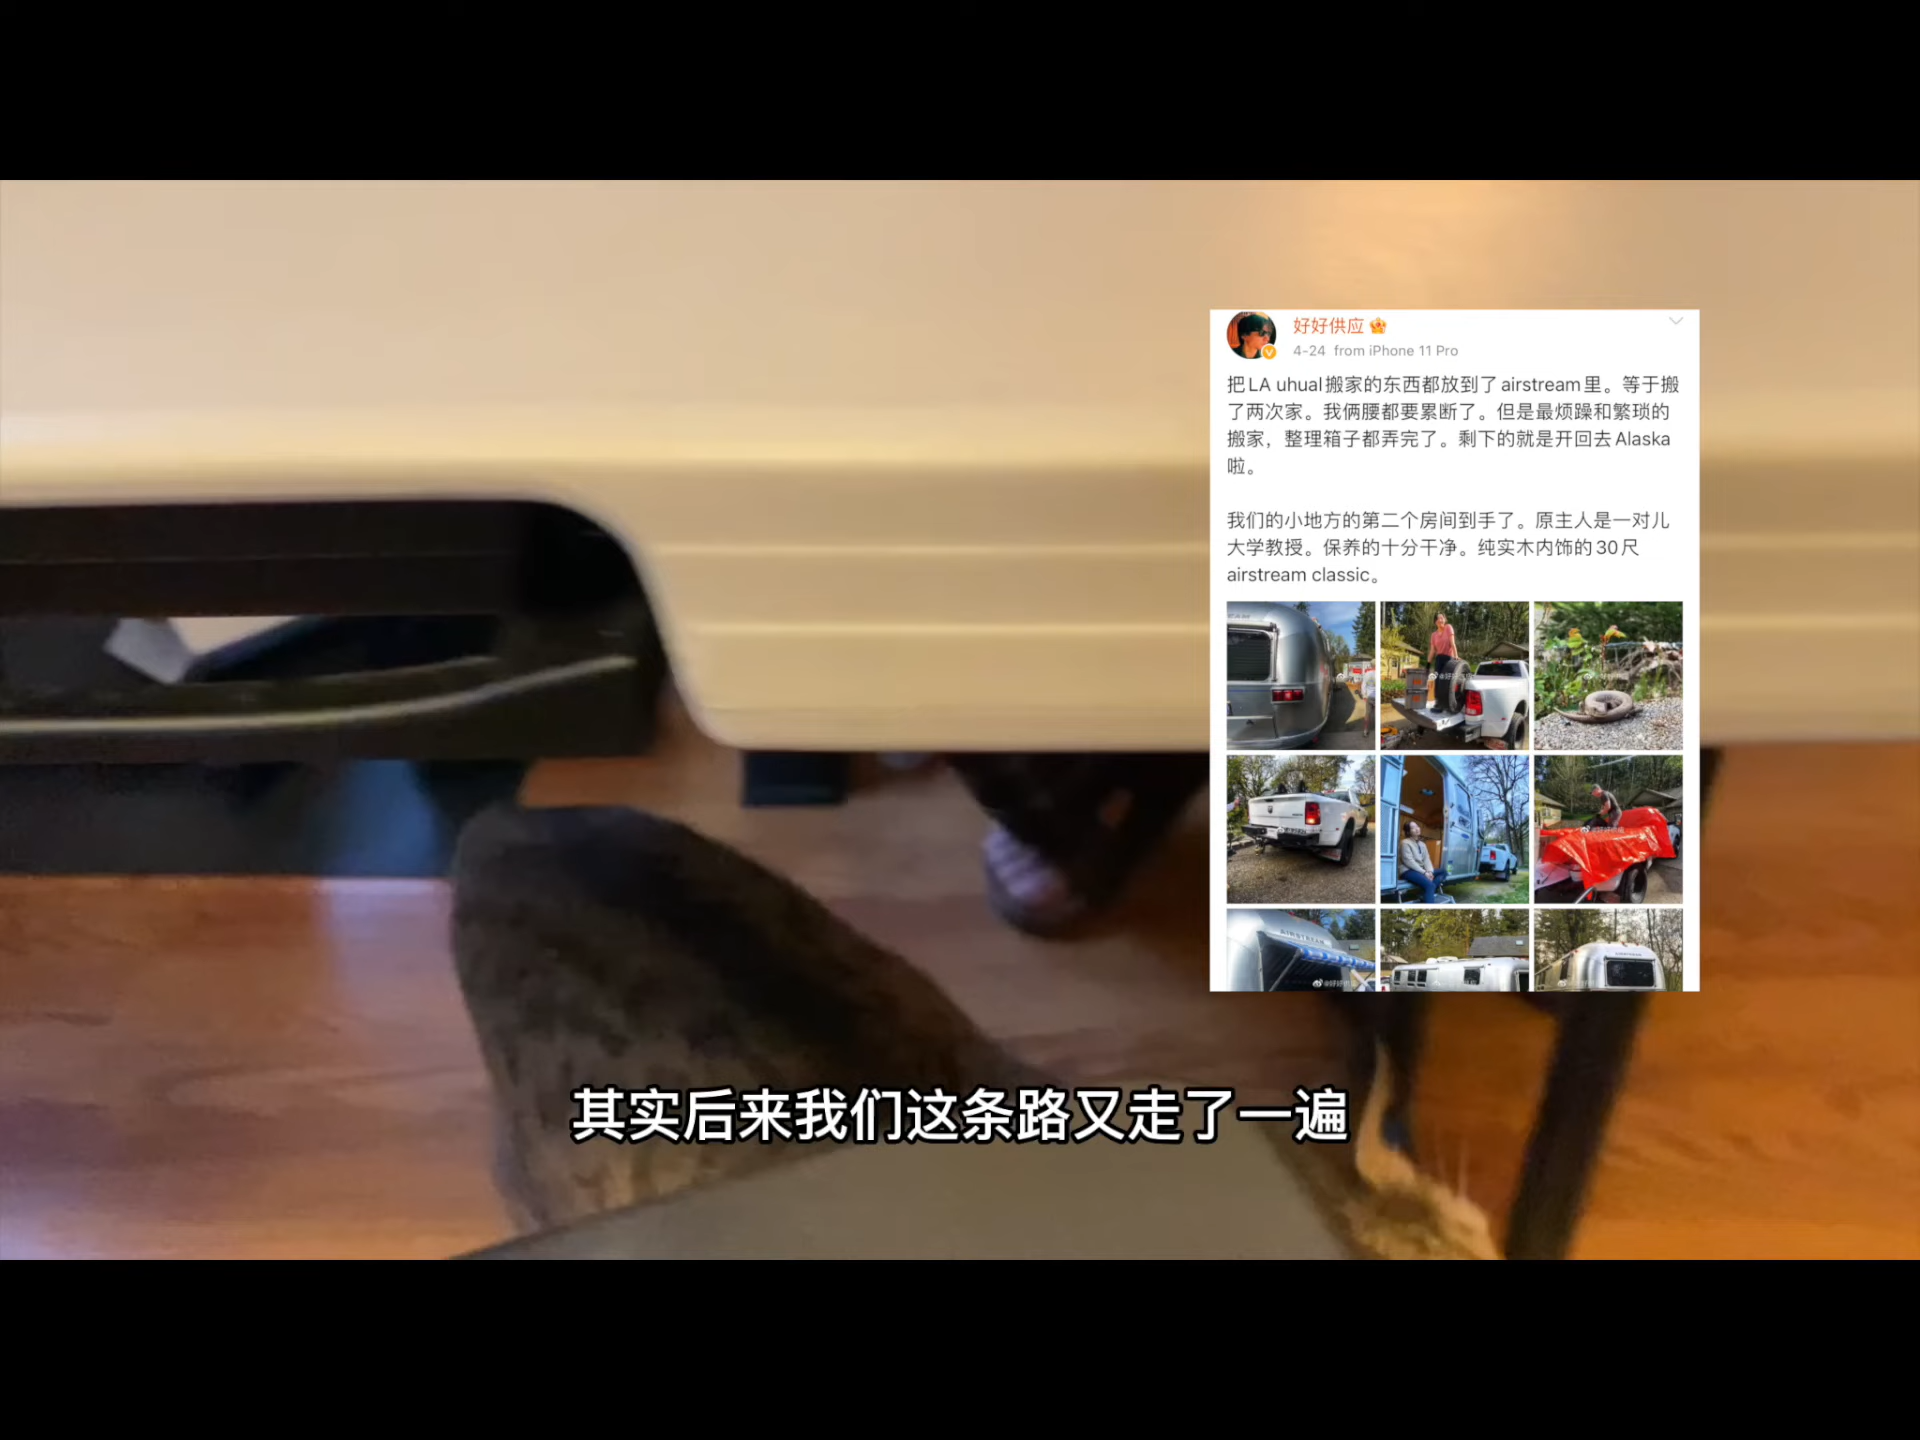 好好供应
4-24 from iPhone 11 Pro
把LA uhual搬家的东西都放到了airstream里。等于搬
了两次家。我俩腰都要累断了。但是最烦躁和繁琐的
搬家，整理箱子都弄完了。剩下的就是开回去Alaska
啦。
我们的小地方的第二个房间到手了。原主人是一对儿
大学教授。保养的十分干净。纯实木内饰的30尺
airstream classic。
AIRSTREAM
其实后来我们这条路又走了一遍